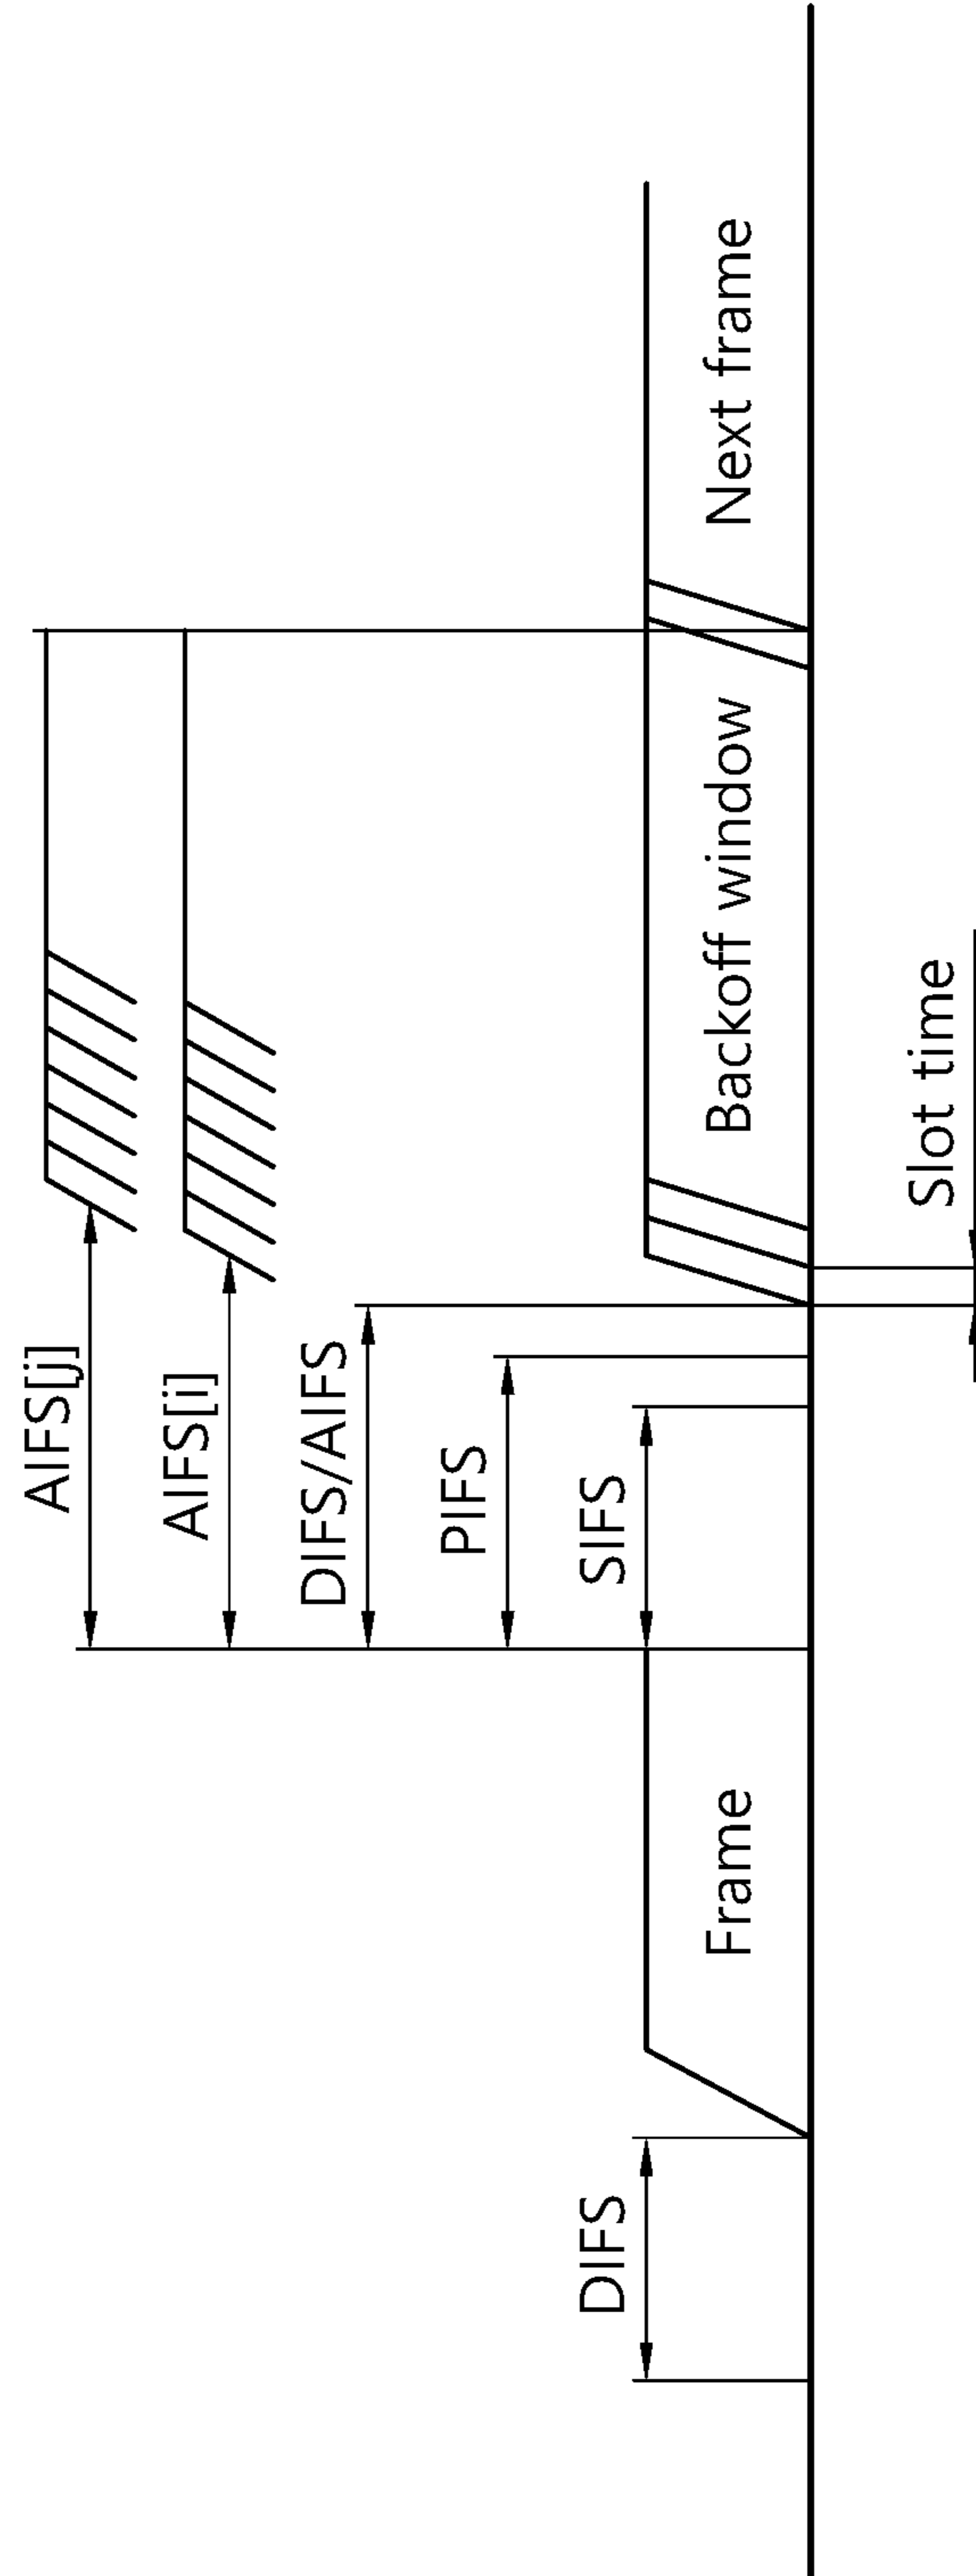 AIFS[j]
AIFS[i]
DIFS/AIFS
PIFS
DIFS
SIFS
Frame
Backoff window
Next frame
Slot time